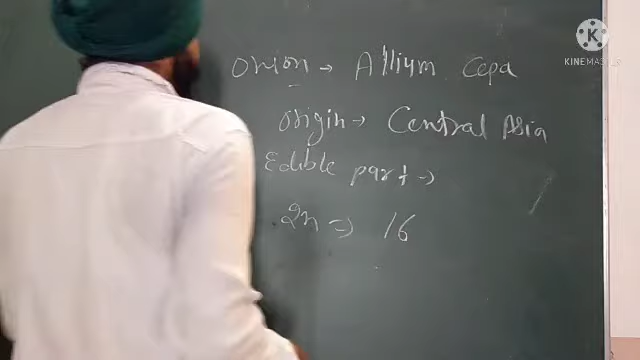 Onion → Allium Cepa
Origin → Central Asia
Edible part →
2n ⇒ 16
KINEMASTER